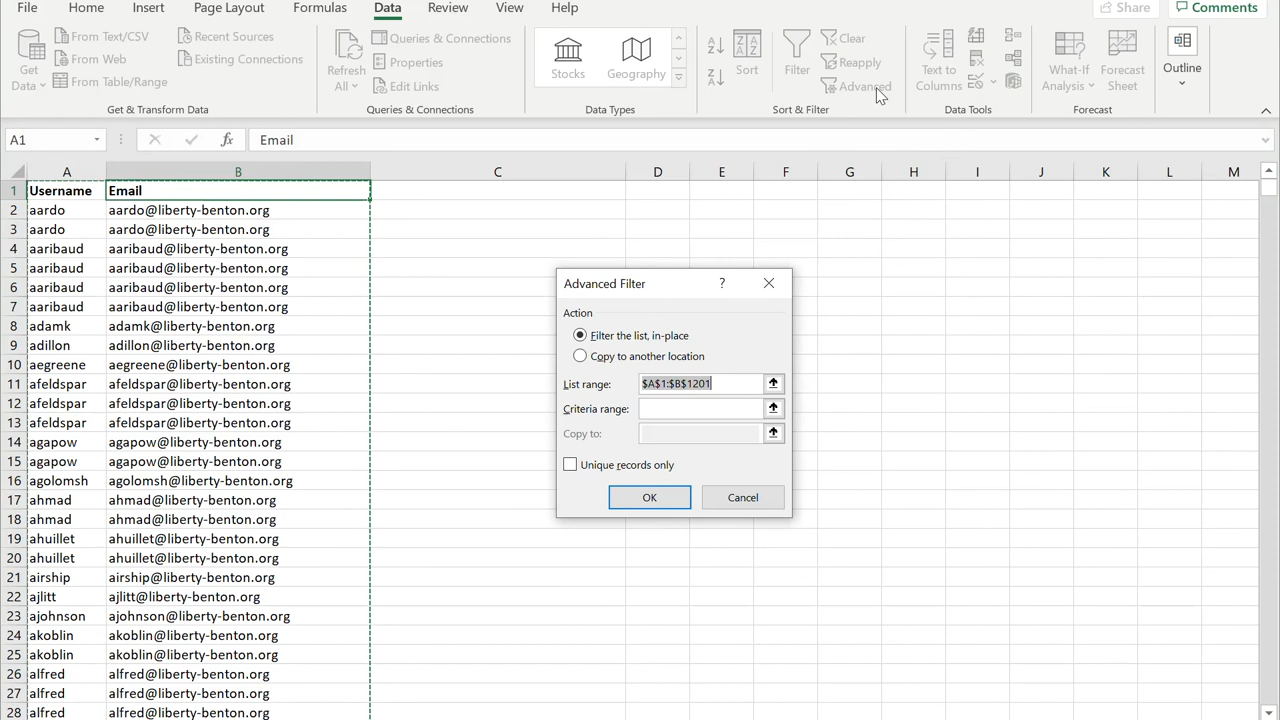 File Home Insert Page Layout Formulas Data Review View Help Share Comments
From Text/CSV Recent Sources Queries & Connections Clear
From Web Existing Connections Properties Reapply
Get Data From Table/Range Refresh All Edit Links Stocks Geography Sort Filter Advanced Text to Columns What-If Analysis Forecast Sheet Outline
Get & Transform Data Queries & Connections Data Types Sort & Filter Data Tools Forecast
A1 fx Email
A B C D E F G H I J K L M
1 Username Email
2 aardo aardo@liberty-benton.org
3 aardo aardo@liberty-benton.org
4 aaribaud aaribaud@liberty-benton.org
5 aaribaud aaribaud@liberty-benton.org
6 aaribaud aaribaud@liberty-benton.org
7 aaribaud aaribaud@liberty-benton.org
8 adamk adamk@liberty-benton.org
9 adillon adillon@liberty-benton.org
10 aegreene aegreene@liberty-benton.org
11 afeldspar afeldspar@liberty-benton.org
12 afeldspar afeldspar@liberty-benton.org
13 afeldspar afeldspar@liberty-benton.org
14 agapow agapow@liberty-benton.org
15 agapow agapow@liberty-benton.org
16 agolomsh agolomsh@liberty-benton.org
17 ahmad ahmad@liberty-benton.org
18 ahmad ahmad@liberty-benton.org
19 ahuillet ahuillet@liberty-benton.org
20 ahuillet ahuillet@liberty-benton.org
21 airship airship@liberty-benton.org
22 ajlitt ajlitt@liberty-benton.org
23 ajohnson ajohnson@liberty-benton.org
24 akoblin akoblin@liberty-benton.org
25 akoblin akoblin@liberty-benton.org
26 alfred alfred@liberty-benton.org
27 alfred alfred@liberty-benton.org
28 alfred alfred@liberty-benton.org
Advanced Filter ?
Action
Filter the list, in-place
Copy to another location
List range: $A$1:$B$1201
Criteria range:
Copy to:
Unique records only
OK Cancel